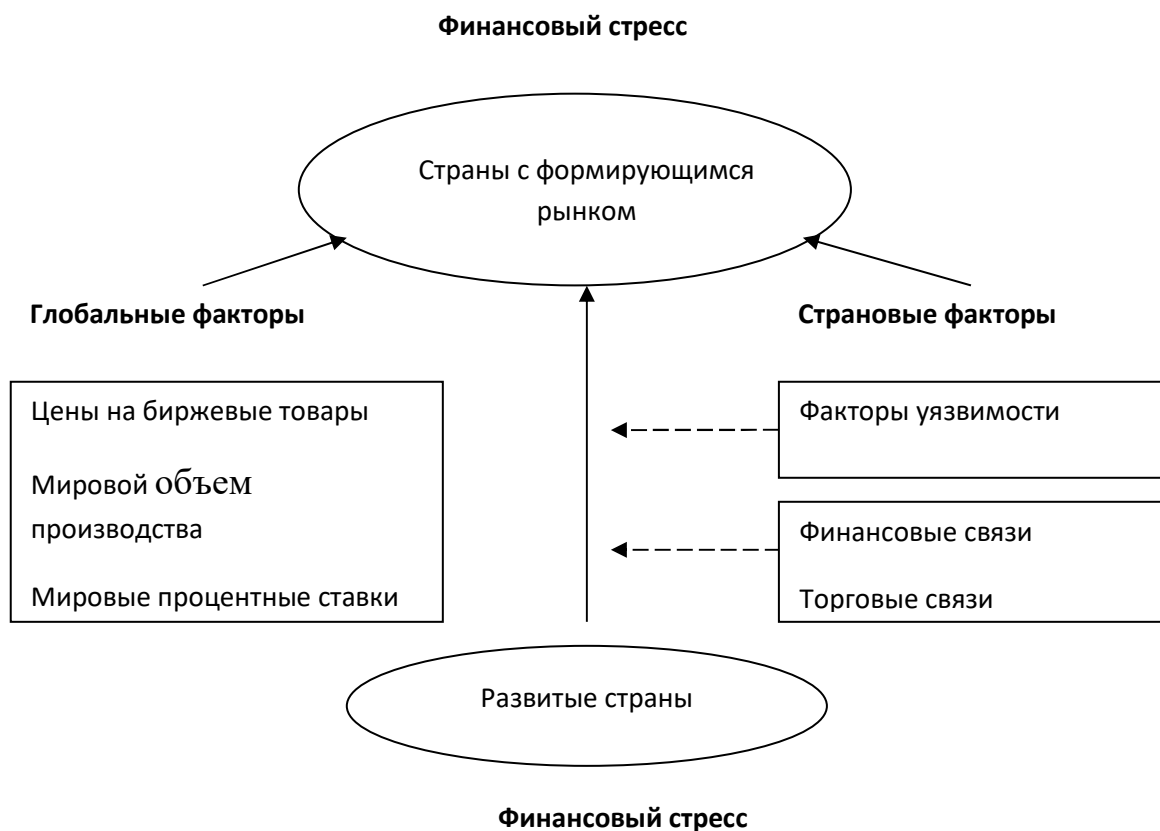 Финансовый стресс
Страны с формирующимся
рынком
Глобальные факторы
Страновые факторы
Цены на биржевые товары
Мировой объем
производства
Мировые процентные ставки
Факторы уязвимости
Финансовые связи
Торговые связи
Развитые страны
Финансовый стресс